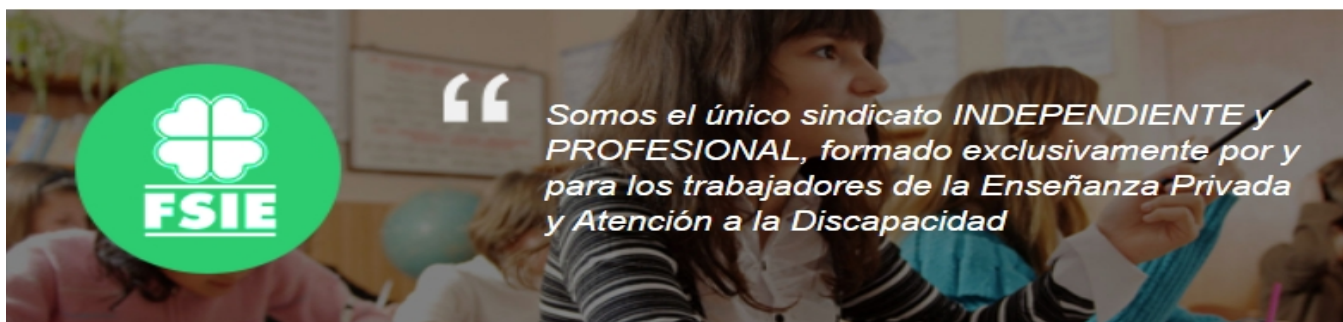 “
Somos el único sindicato INDEPENDIENTE y
PROFESIONAL, formado exclusivamente por y
para los trabajadores de la Enseñanza Privada
y Atención a la Discapacidad
FSIE